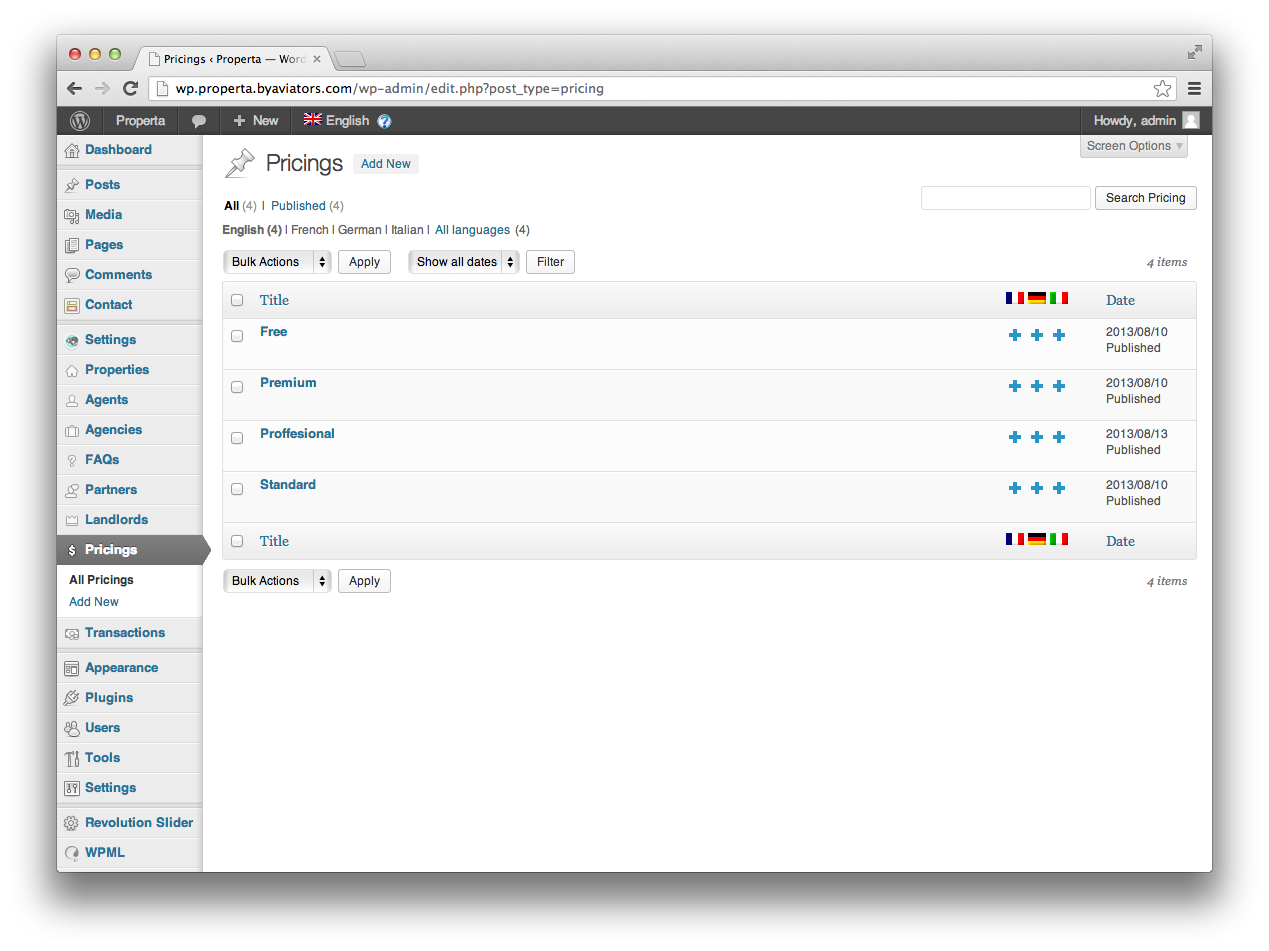 Pricings ‹ Properta — Word
wp.properta.byaviators.com/wp-admin/edit.php?post_type=pricing
Properta New English ? Howdy, admin
Screen Options
Dashboard
Posts
Media
Pages
Comments
Contact
Settings
Properties
Agents
Agencies
FAQs
Partners
Landlords
$ Pricings
All Pricings
Add New
Transactions
Appearance
Plugins
Users
Tools
Settings
Revolution Slider
WPML
Pricings Add New
All (4) | Published (4)
Search Pricing
English (4) | French | German | Italian | All languages (4)
Bulk Actions Apply Show all dates Filter 4 items
Title Date
Free 2013/08/10
Published
Premium 2013/08/10
Published
Proffesional 2013/08/13
Published
Standard 2013/08/10
Published
Title Date
Bulk Actions Apply 4 items